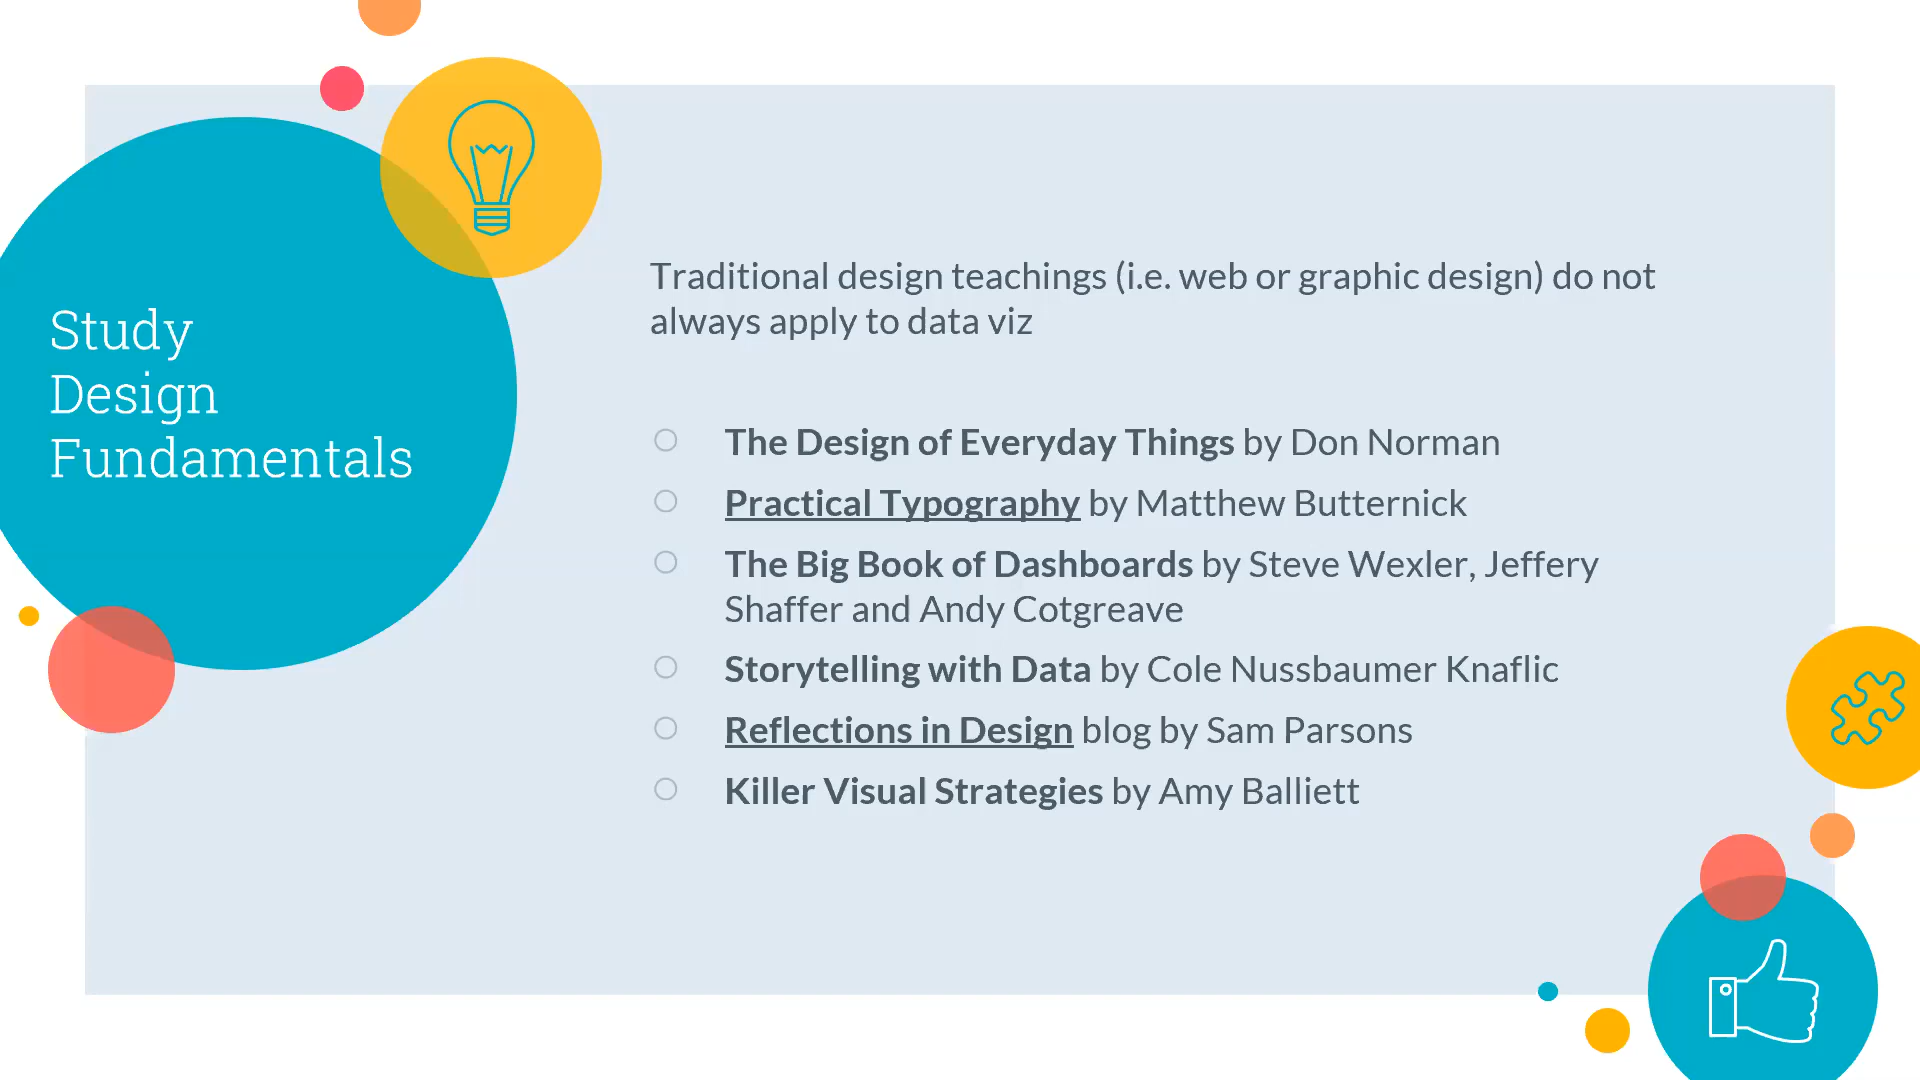 Study
Design
Fundamentals
Traditional design teachings (i.e. web or graphic design) do not
always apply to data viz
The Design of Everyday Things by Don Norman
Practical Typography by Matthew Butternick
The Big Book of Dashboards by Steve Wexler, Jeffery
Shaffer and Andy Cotgreave
Storytelling with Data by Cole Nussbaumer Knaflic
Reflections in Design blog by Sam Parsons
Killer Visual Strategies by Amy Balliett